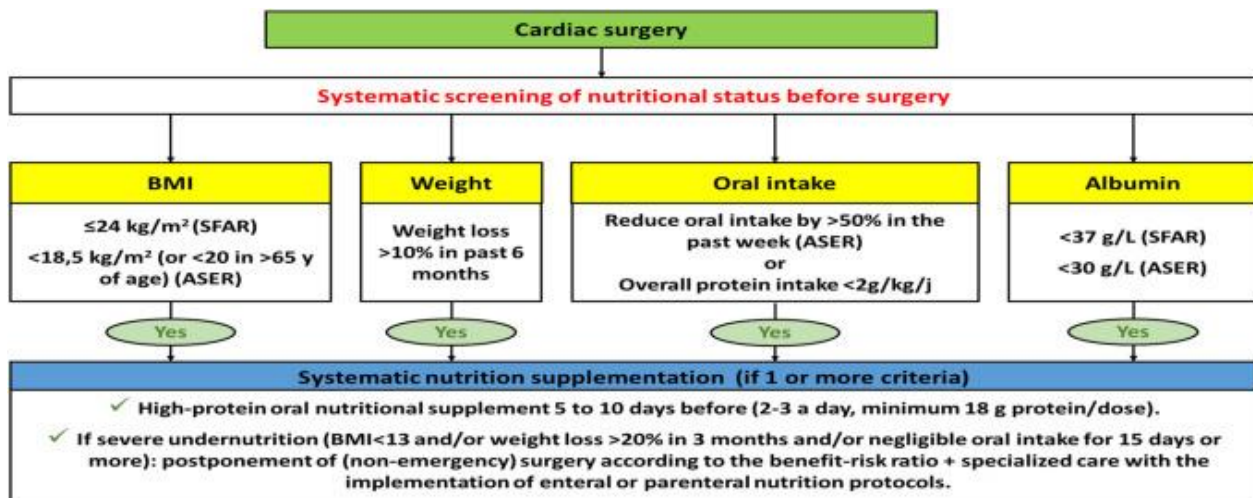 Cardiac surgery
Systematic screening of nutritional status before surgery
BMI
≤24 kg/m² (SFAR)
<18,5 kg/m² (or <20 in >65 y
of age) (ASER)
Weight
Weight loss
>10% in past 6
months
Oral intake
Reduce oral intake by >50% in the
past week (ASER)
or
Overall protein intake <2g/kg/j
Albumin
<37 g/L (SFAR)
<30 g/L (ASER)
Yes
Yes
Yes
Yes
Systematic nutrition supplementation (if 1 or more criteria)
✓ High-protein oral nutritional supplement 5 to 10 days before (2-3 a day, minimum 18 g protein/dose).
✓ If severe undernutrition (BMI<13 and/or weight loss >20% in 3 months and/or negligible oral intake for 15 days or
more): postponement of (non-emergency) surgery according to the benefit-risk ratio + specialized care with the
implementation of enteral or parenteral nutrition protocols.